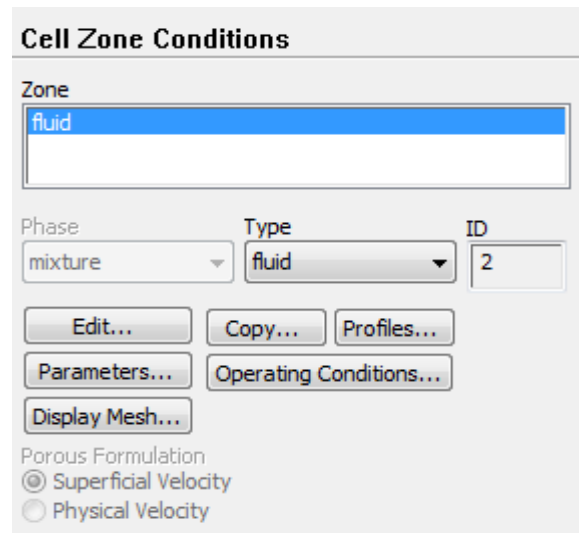 Cell Zone Conditions
Zone
fluid
Phase Type ID
mixture fluid 2
Edit... Copy... Profiles...
Parameters... Operating Conditions...
Display Mesh...
Porous Formulation
Superficial Velocity
Physical Velocity